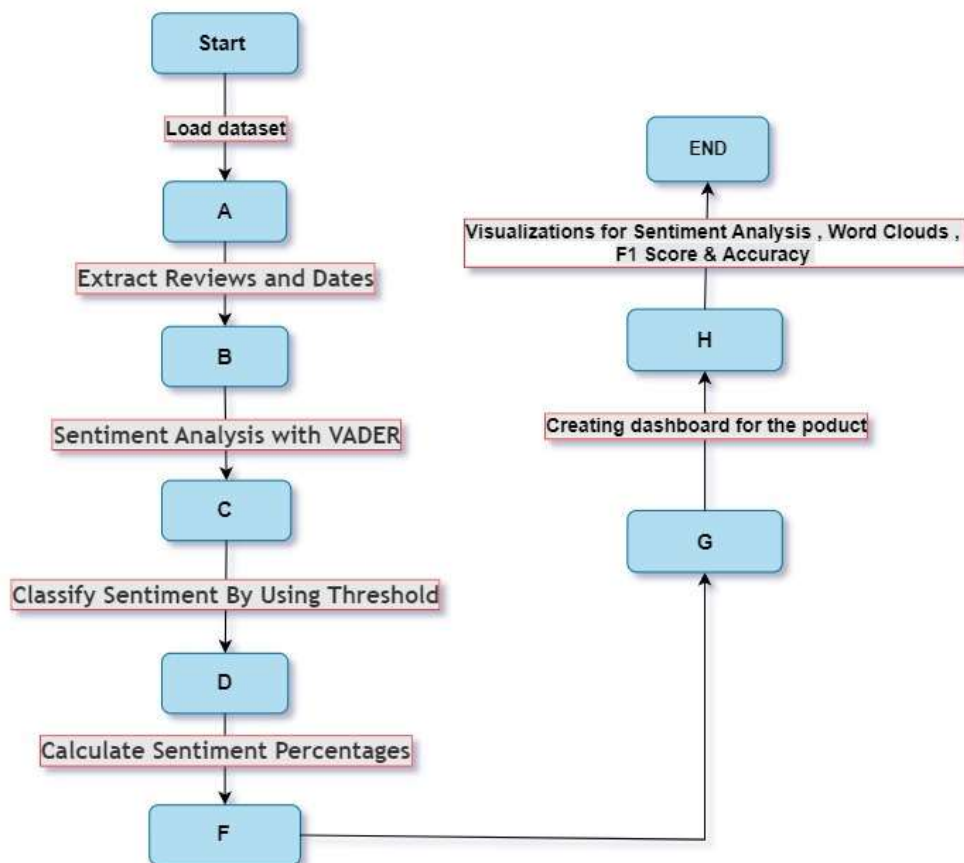 Start
Load dataset
A
Extract Reviews and Dates
B
Sentiment Analysis with VADER
C
Classify Sentiment By Using Threshold
D
Calculate Sentiment Percentages
F
G
Creating dashboard for the poduct
H
Visualizations for Sentiment Analysis , Word Clouds ,
F1 Score & Accuracy
END